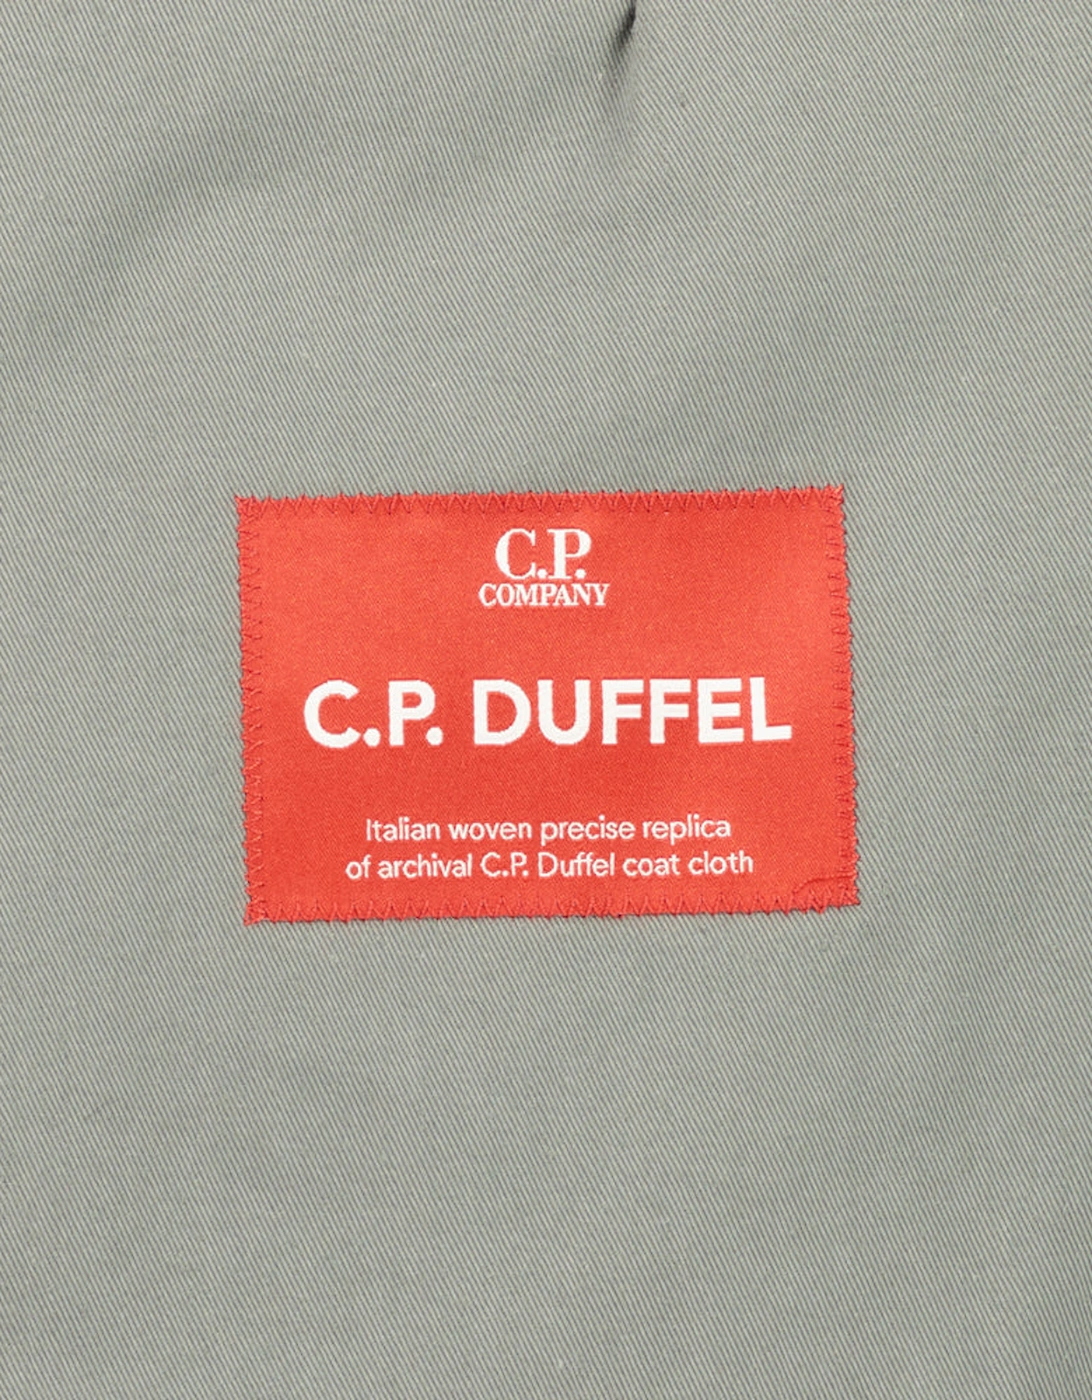 C.P.
COMPANY
C.P. DUFFEL
Italian woven precise replica
of archival C.P. Duffel coat cloth